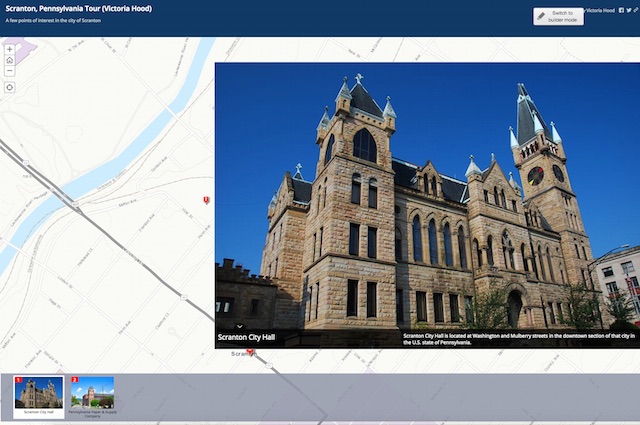 Scranton, Pennsylvania Tour (Victoria Hood)
A few points of interest in the city of Scranton
Switch to
builder mode
Victoria Hood
Scranton City Hall
Scranton City Hall is located at Washington and Mulberry streets in the downtown section of that city in
the U.S. state of Pennsylvania.
Scranton
1
Scranton City Hall
2
Pennsylvania Paper & Supply
Company